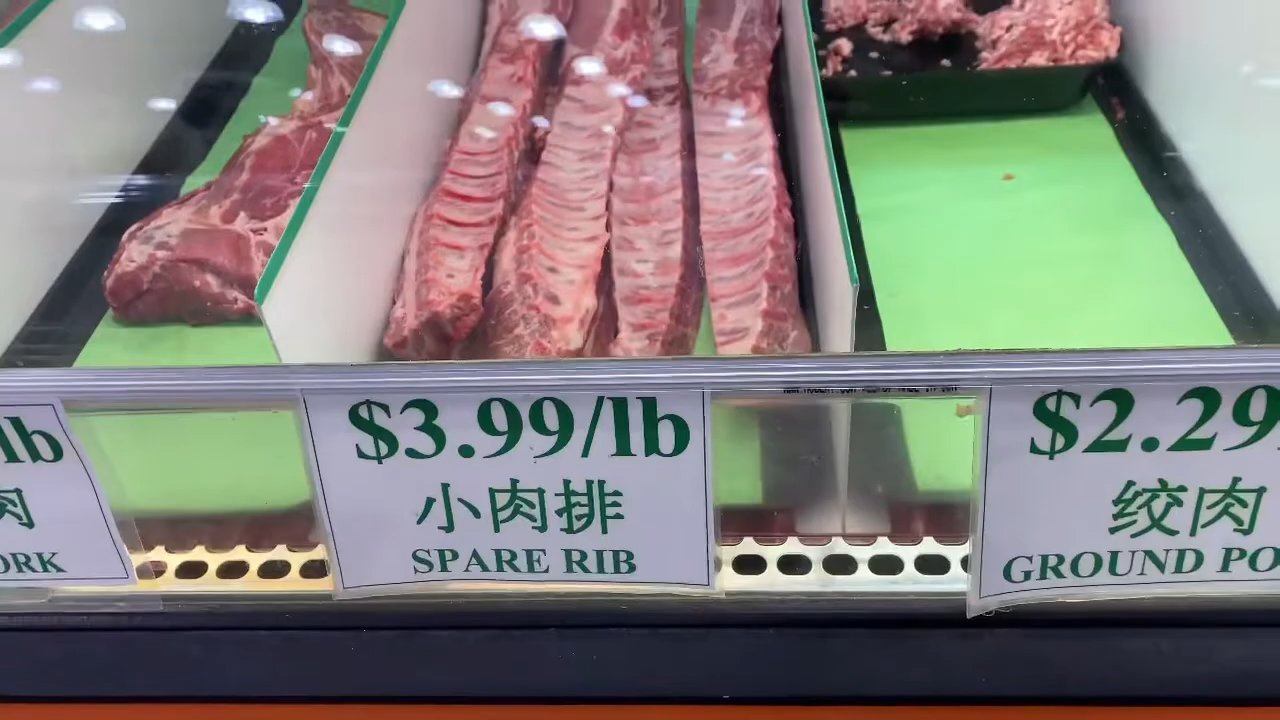 lb
肉
ORK
$3.99/lb
小肉排
SPARE RIB
$2.29
绞肉
GROUND PO